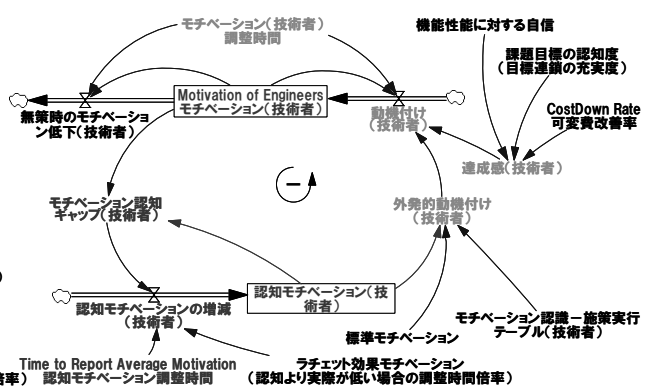 モチベーション(技術者)
調整時間
機能性能に対する自信
課題目標の認知度
(目標連鎖の充実度)
CostDown Rate
可変費改善率
Motivation of Engineers
モチベーション(技術者)
無策時のモチベーショ
ン低下(技術者)
動機付け
(技術者)
達成感(技術者)
モチベーション認知
ギャップ(技術者)
外発的動機付け
(技術者)
認知モチベーション(技
術者)
認知モチベーションの増減
(技術者)
標準モチベーション
モチベーション認識-施策実行
テーブル(技術者)
Time to Report Average Motivation
認知モチベーション調整時間
ラチェット効果モチベーション
(認知より実際が低い場合の調整時間倍率)
倍率)